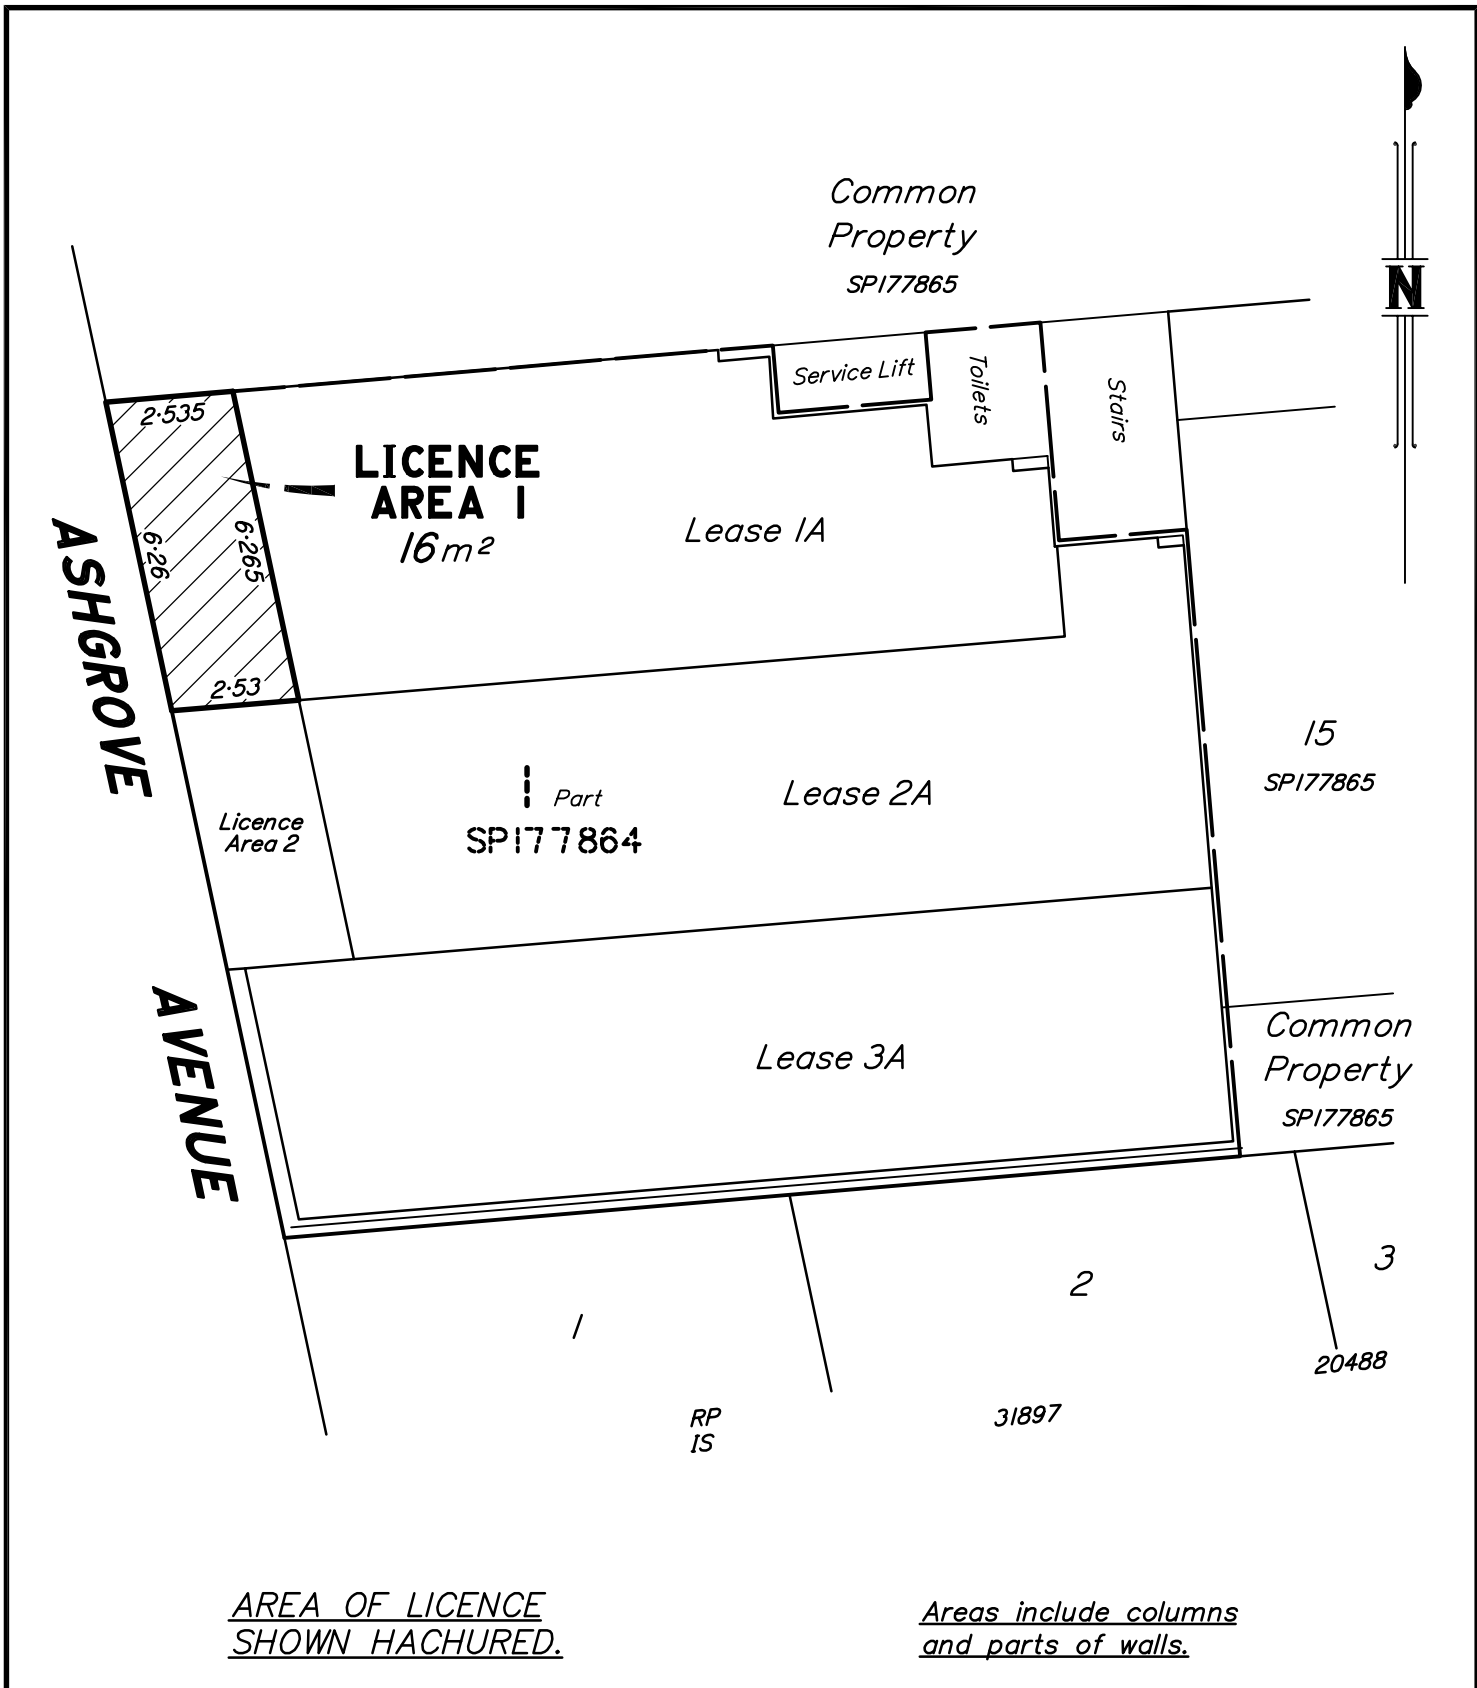 Common
Property
SP177865
N
Service Lift
Toilets
Stairs
2·535
LICENCE
AREA 1
16m²
6·26
6·265
2·53
Lease 1A
ASHGROVE
AVENUE
15
SP177865
Licence
Area 2
1 Part
SP177864
Lease 2A
Lease 3A
Common
Property
SP177865
1
2
3
20488
RP
IS
31897
AREA OF LICENCE
SHOWN HACHURED.
Areas include columns
and parts of walls.